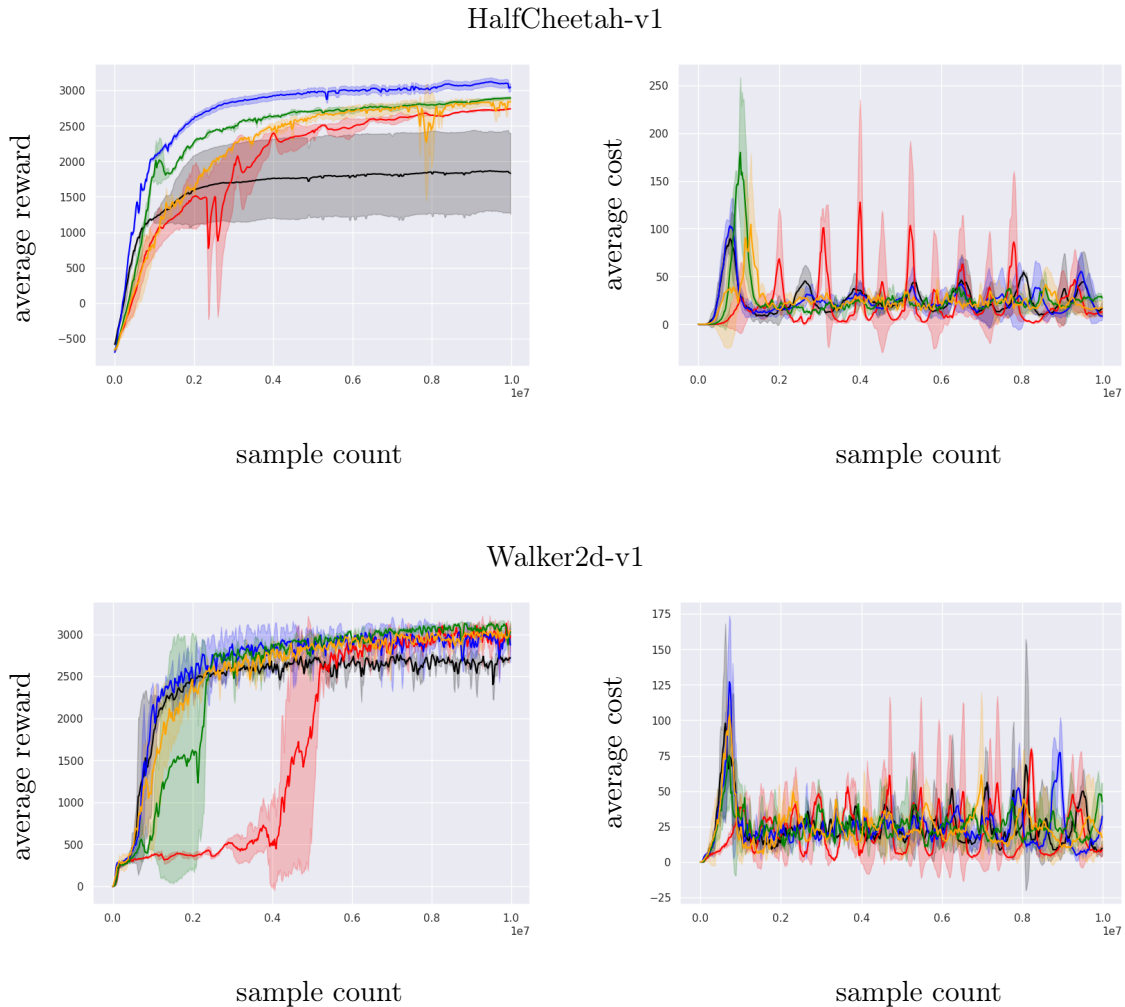 HalfCheetah-v1
average reward
3000
2500
2000
1500
1000
500
0
−500
0.0 0.2 0.4 0.6 0.8 1.0
1e7
sample count
average cost
250
200
150
100
50
0
0.0 0.2 0.4 0.6 0.8 1.0
1e7
sample count
Walker2d-v1
average reward
3000
2500
2000
1500
1000
500
0
0.0 0.2 0.4 0.6 0.8 1.0
1e7
sample count
average cost
175
150
125
100
75
50
25
0
−25
0.0 0.2 0.4 0.6 0.8 1.0
1e7
sample count